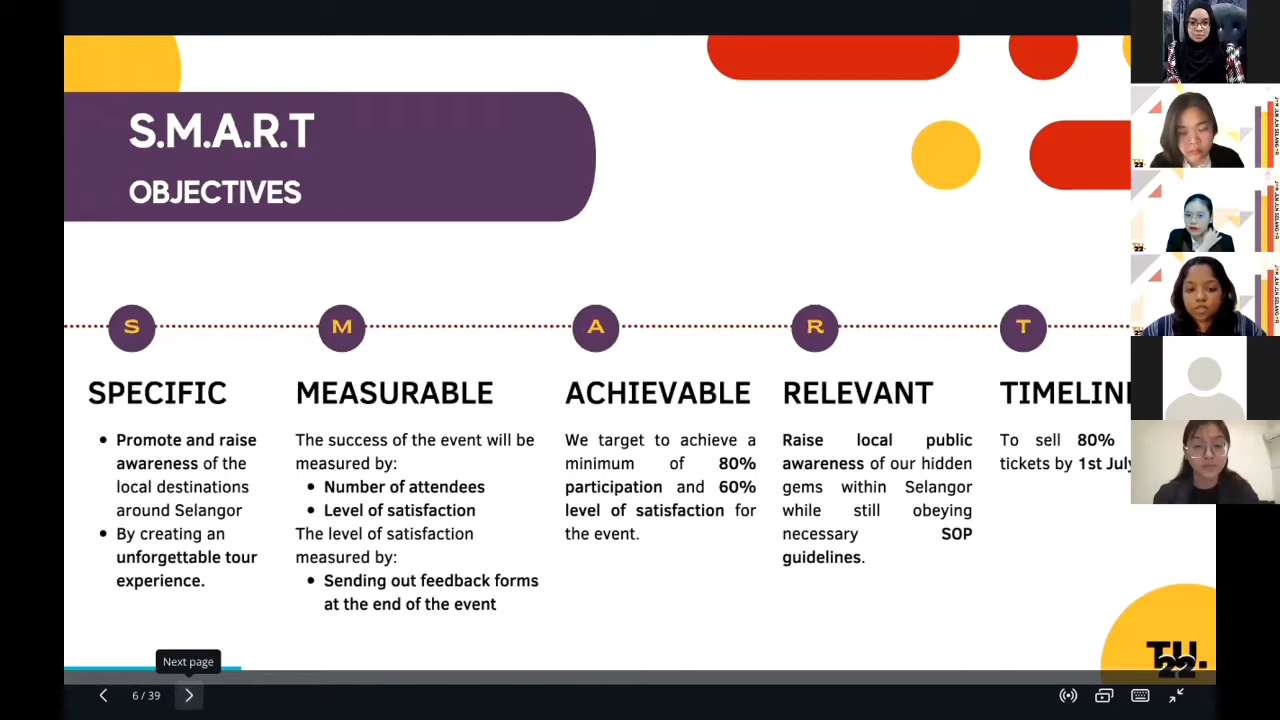 S.M.A.R.T
OBJECTIVES
S
M
A
R
T
SPECIFIC
Promote and raise
awareness of the
local destinations
around Selangor
By creating an
unforgettable tour
experience.
MEASURABLE
The success of the event will be
measured by:
Number of attendees
Level of satisfaction
The level of satisfaction
measured by:
Sending out feedback forms
at the end of the event
ACHIEVABLE
We target to achieve a
minimum of 80%
participation and 60%
level of satisfaction for
the event.
RELEVANT
Raise local public
awareness of our hidden
gems within Selangor
while still obeying
necessary SOP
guidelines.
TIMELIN
To sell 80%
tickets by 1st July
TU
22.
Next page
6 / 39